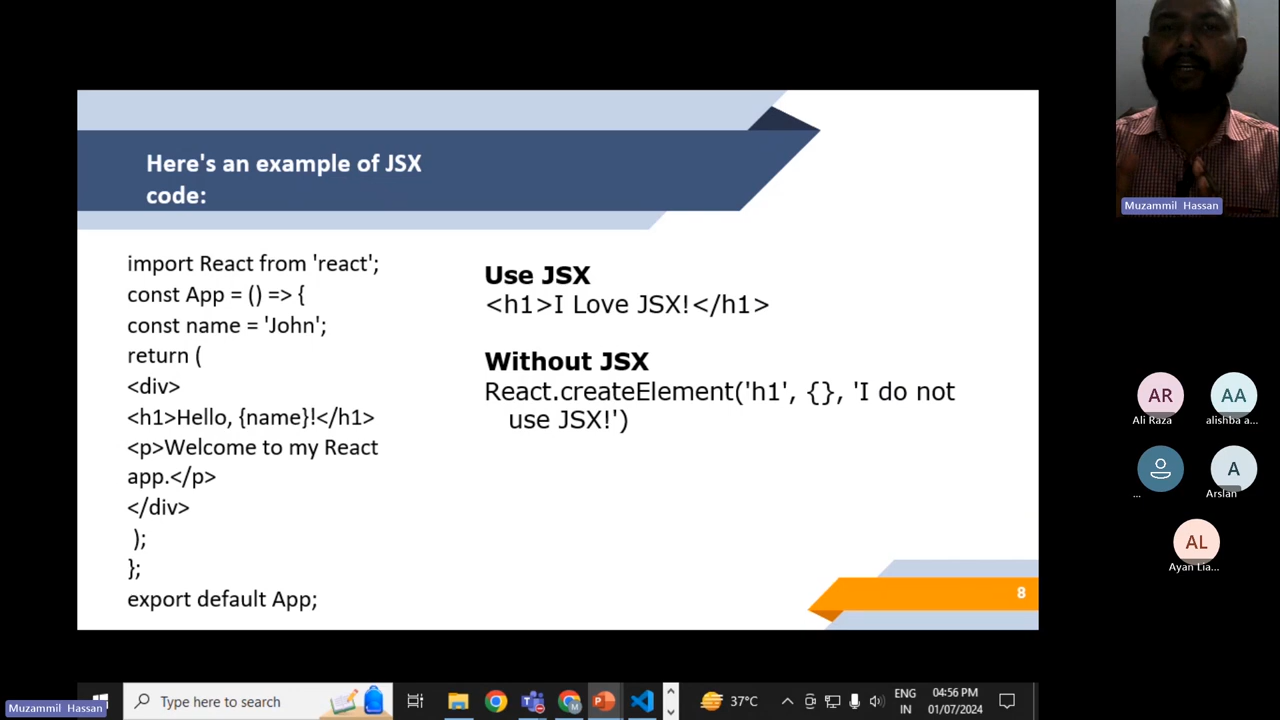 Here's an example of JSX
code:
import React from 'react';
const App = () => {
const name = 'John';
return (
<div>
<h1>Hello, {name}!</h1>
<p>Welcome to my React
app.</p>
</div>
);
};
export default App;
Use JSX
<h1>I Love JSX!</h1>
Without JSX
React.createElement('h1', {}, 'I do not
use JSX!')
8
Muzammil Hassan
AR
Ali Raza
AA
alishba a...
...
A
Arslan
AL
Ayan Lia...
Muzammil Hassan
Type here to search
37°C
ENG
IN
04:56 PM
01/07/2024